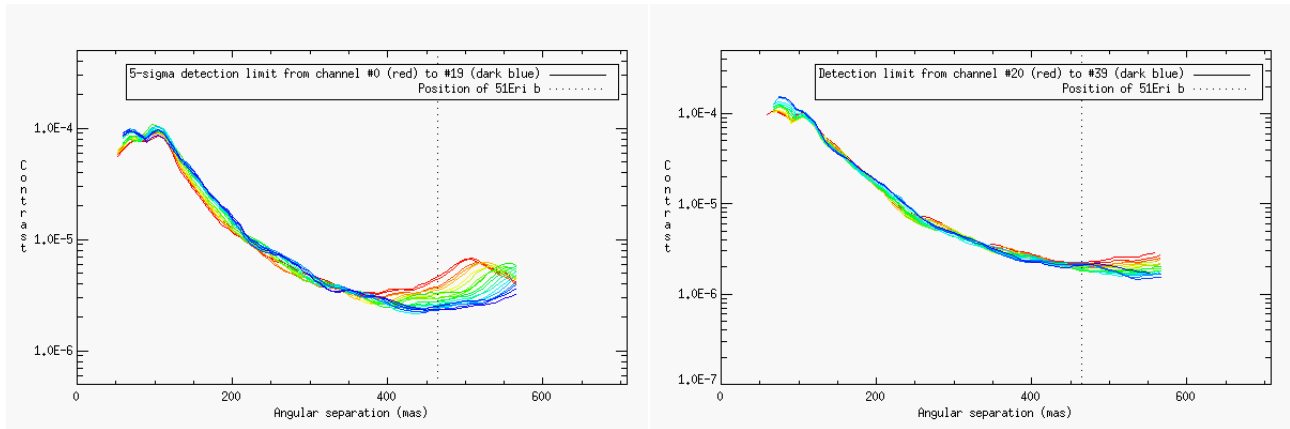 5-sigma detection limit from channel #0 (red) to #19 (dark blue)
Position of 51Eri b
1.0E-4
1.0E-5
1.0E-6
Contrast
0
200
400
600
Angular separation (mas)
Detection limit from channel #20 (red) to #39 (dark blue)
Position of 51Eri b
1.0E-4
1.0E-5
1.0E-6
1.0E-7
Contrast
0
200
400
600
Angular separation (mas)